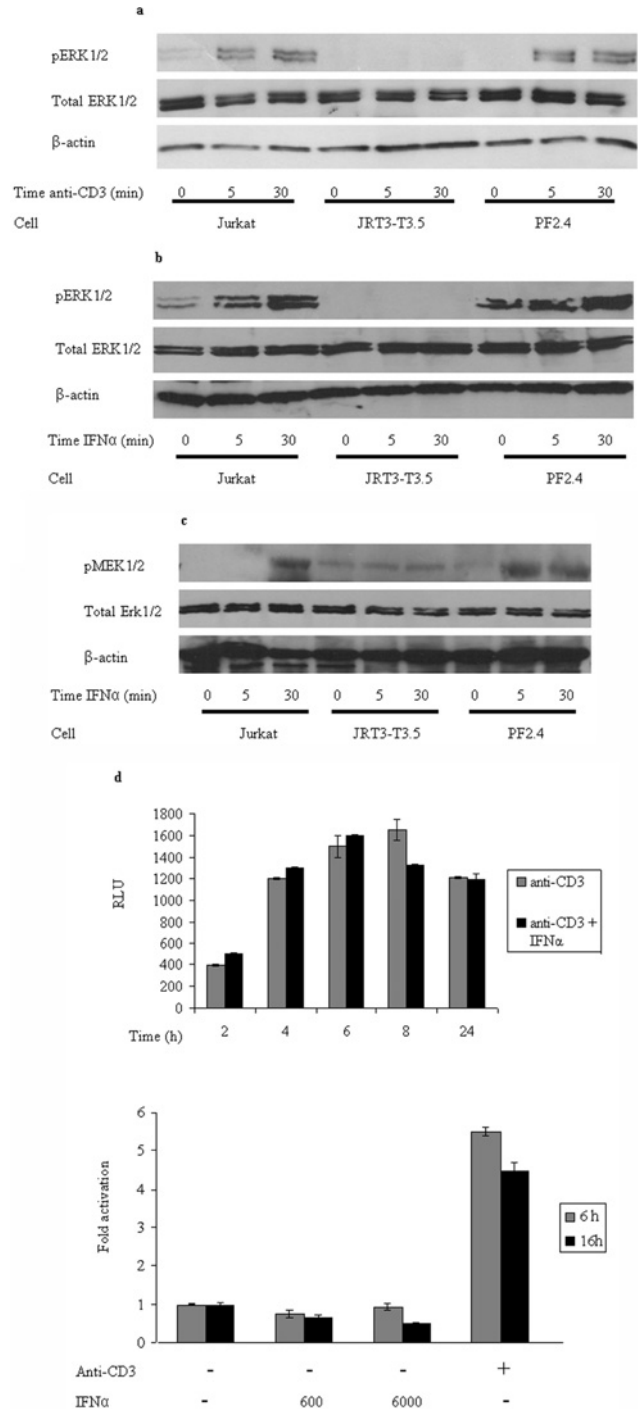 a
pERK1/2
Total ERK1/2
β-actin
Time anti-CD3 (min) 0 5 30 0 5 30 0 5 30
Cell Jurkat JRT3-T3.5 PF2.4
b
pERK1/2
Total ERK1/2
β-actin
Time IFNα (min) 0 5 30 0 5 30 0 5 30
Cell Jurkat JRT3-T3.5 PF2.4
c
pMEK1/2
Total Erk1/2
β-actin
Time IFNα (min) 0 5 30 0 5 30 0 5 30
Cell Jurkat JRT3-T3.5 PF2.4
d
1800
1600
1400
1200
1000
800
600
400
200
0
RLU
anti-CD3
anti-CD3 +
IFNα
Time (h) 2 4 6 8 24
6
5
4
3
2
1
0
Fold activation
6 h
16h
Anti-CD3 - - - +
IFNα - 600 6000 -